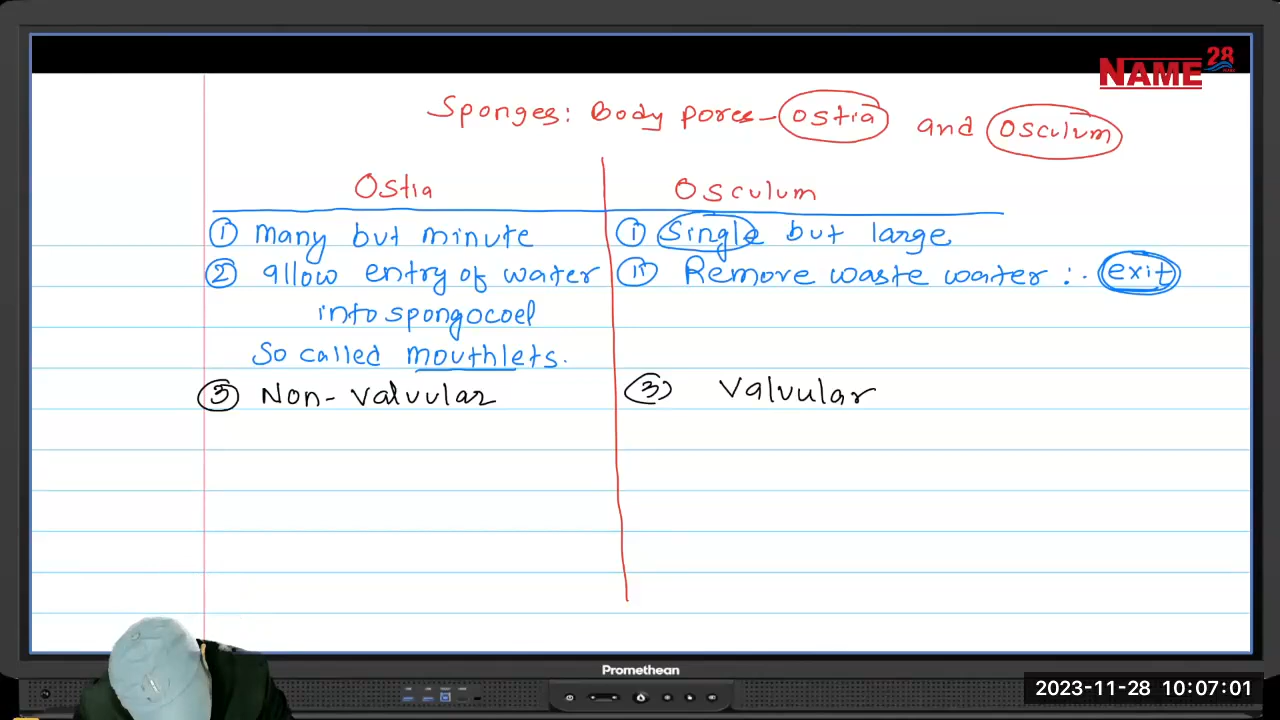 NAME 28
Sponges: Body pores - Ostia and Osculum
Ostia
Osculum
① Many but minute
② allow entry of water
into spongocoel
So called mouthlets.
③ Non-valvular
① Single but large
② Remove waste water ∴ exit
③ Valvular
Promethean
2023-11-28 10:07:01